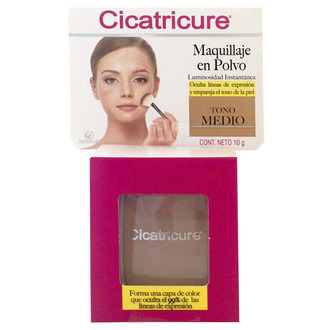 Cicatricure®
Maquillaje
en Polvo
Luminosidad Instantánea
Oculta líneas de expresión
y empareja el tono de la piel
TONO
MEDIO
CONT. NETO 10 g
Cicatricure®
Forma una capa de color
que oculta el 99% de las
líneas de expresión